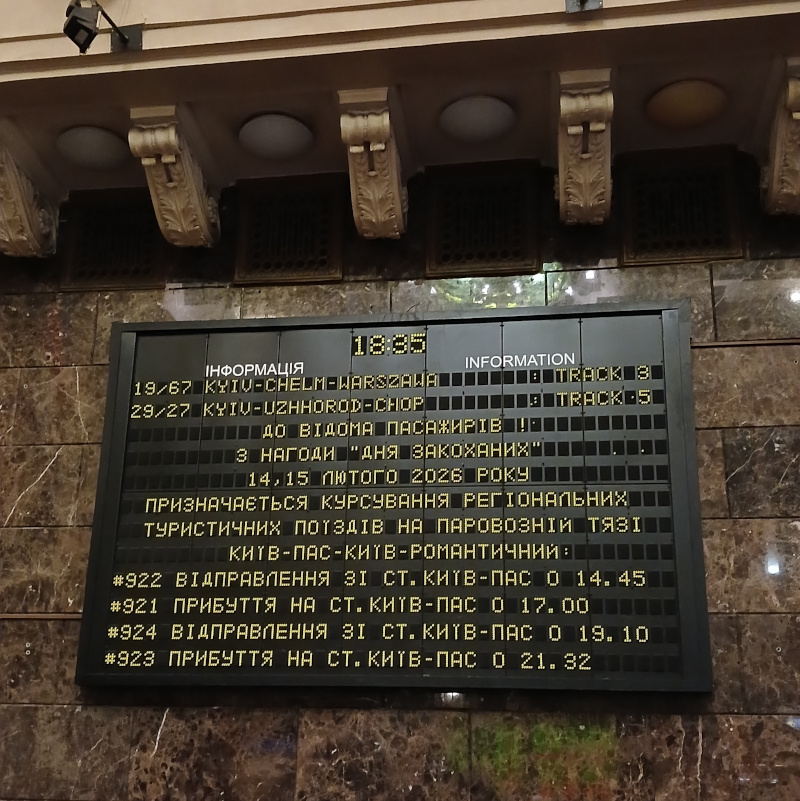 18:35
ІНФОРМАЦІЯ INFORMATION
19/67 KYIV-CHELM-WARSZAWA : TRACK 3
29/27 KYIV-UZHHOROD-CHOP : TRACK 5
ДО ВІДОМА ПАСАЖИРІВ !
З НАГОДИ "ДНЯ ЗАКОХАНИХ"
14,15 ЛЮТОГО 2026 РОКУ
ПРИЗНАЧАЄТЬСЯ КУРСУВАННЯ РЕГІОНАЛЬНИХ
ТУРИСТИЧНИХ ПОЇЗДІВ НА ПАРОВОЗНІЙ ТЯЗІ
КИЇВ-ПАС-КИЇВ-РОМАНТИЧНИЙ:
#922 ВІДПРАВЛЕННЯ ЗІ СТ.КИЇВ-ПАС О 14.45
#921 ПРИБУТТЯ НА СТ.КИЇВ-ПАС О 17.00
#924 ВІДПРАВЛЕННЯ ЗІ СТ.КИЇВ-ПАС О 19.10
#923 ПРИБУТТЯ НА СТ.КИЇВ-ПАС О 21.32